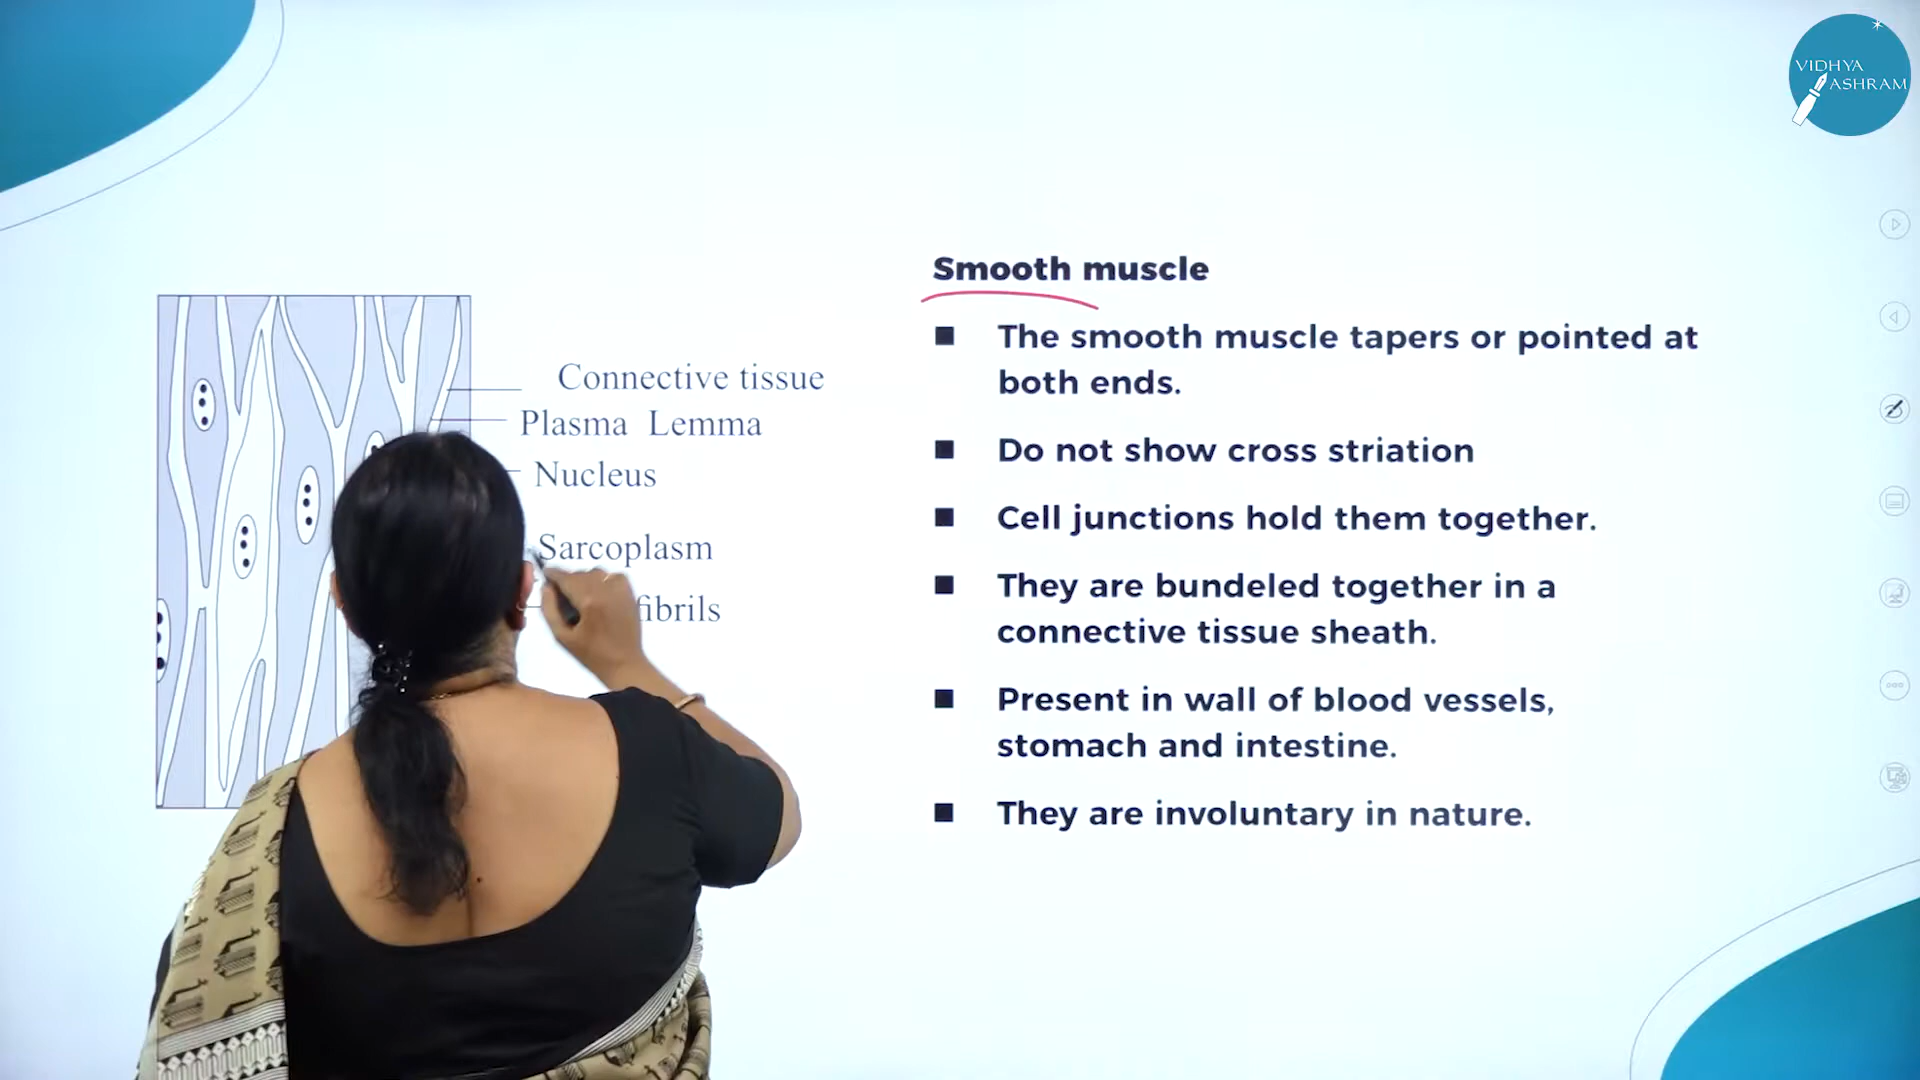 VIDHYA
ASHRAM
Smooth muscle
The smooth muscle tapers or pointed at
both ends.
Do not show cross striation
Cell junctions hold them together.
They are bundeled together in a
connective tissue sheath.
Present in wall of blood vessels,
stomach and intestine.
They are involuntary in nature.
Connective tissue
Plasma Lemma
Nucleus
Sarcoplasm